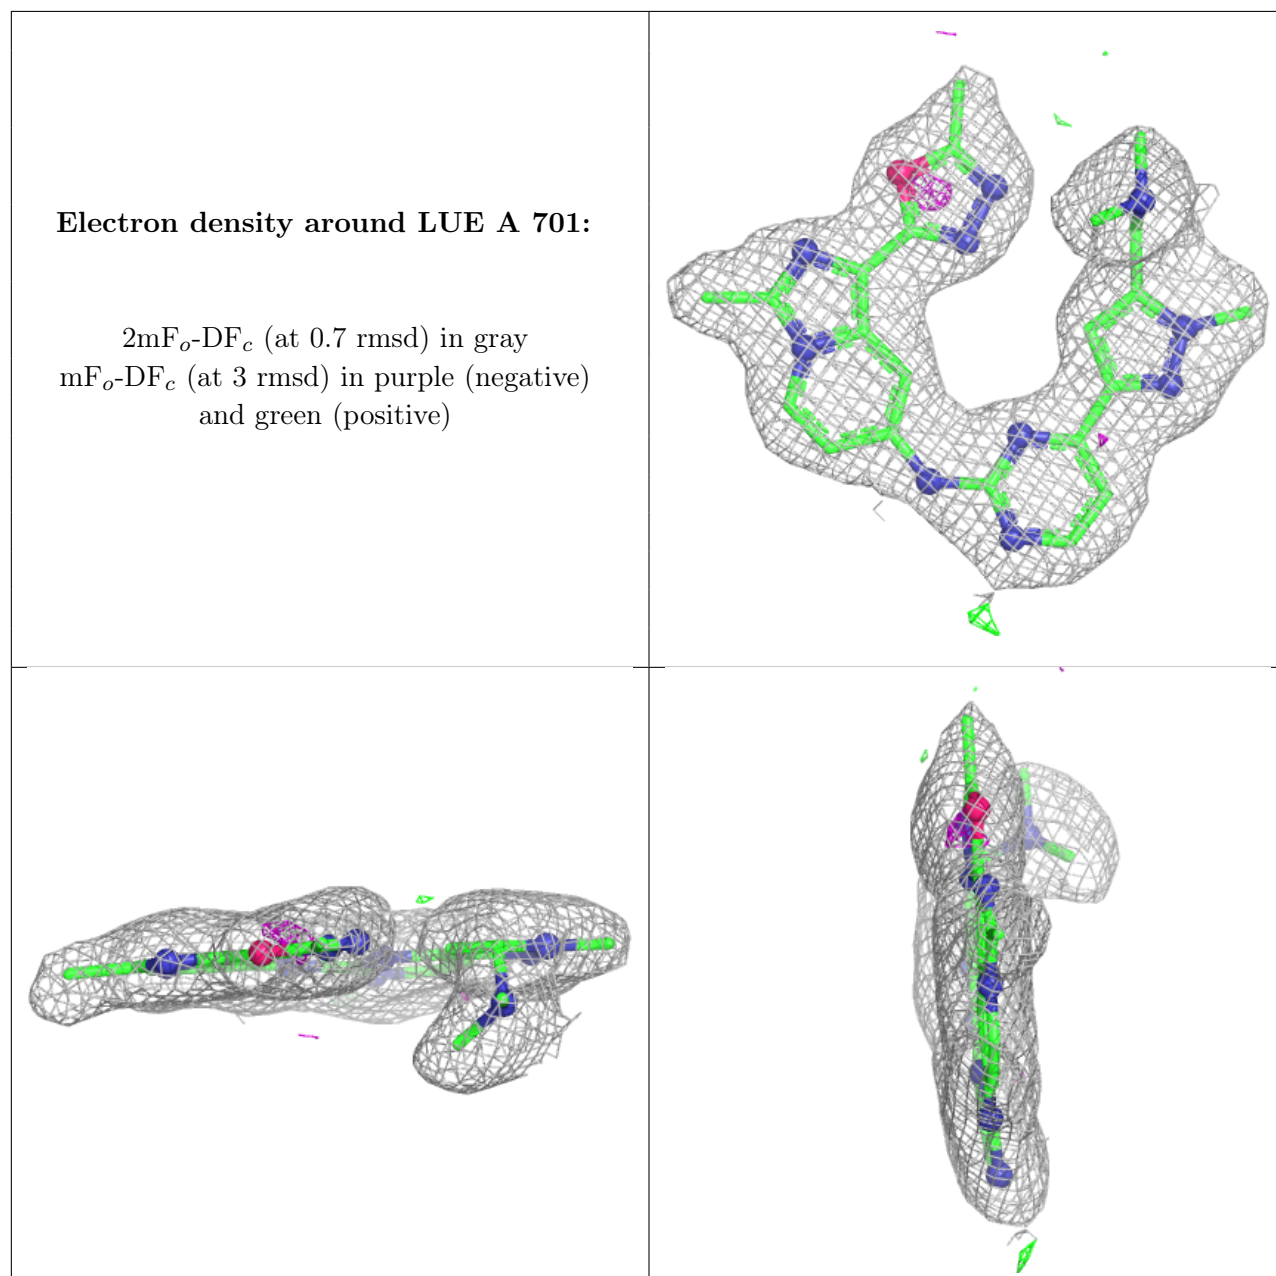 Electron density around LUE A 701:
2mFo-DFc (at 0.7 rmsd) in gray
mFo-DFc (at 3 rmsd) in purple (negative)
and green (positive)